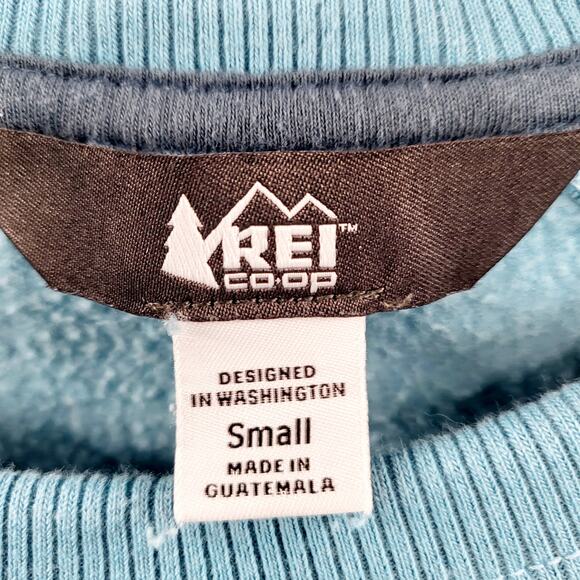 REI™
co·op
DESIGNED
IN WASHINGTON
Small
MADE IN
GUATEMALA